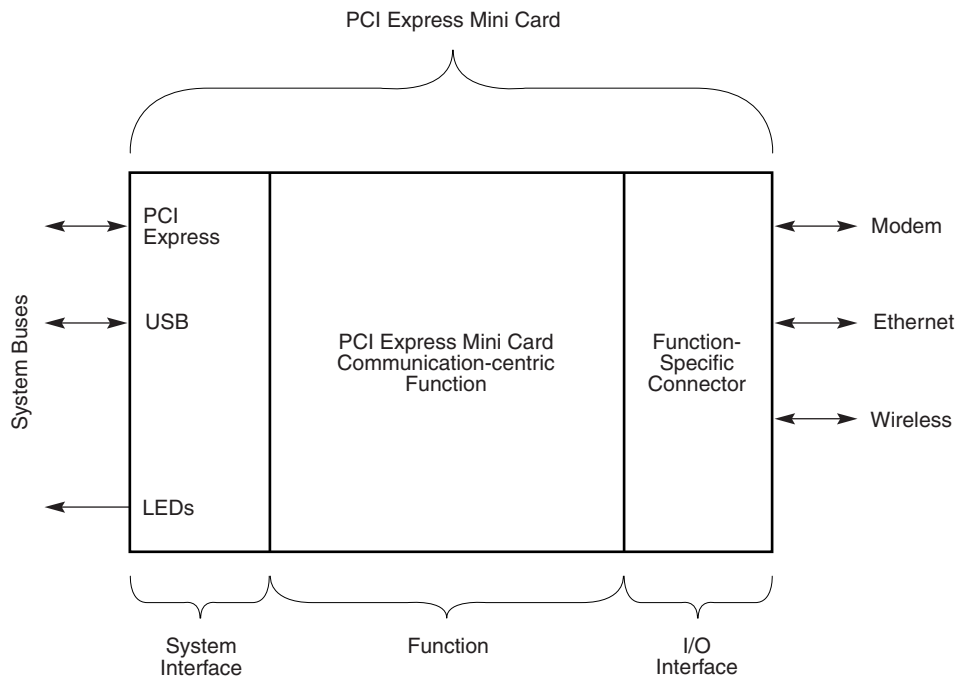 PCI Express Mini Card
PCI
Express
USB
LEDs
System Buses
PCI Express Mini Card
Communication-centric
Function
Function-
Specific
Connector
Modem
Ethernet
Wireless
System
Interface
Function
I/O
Interface